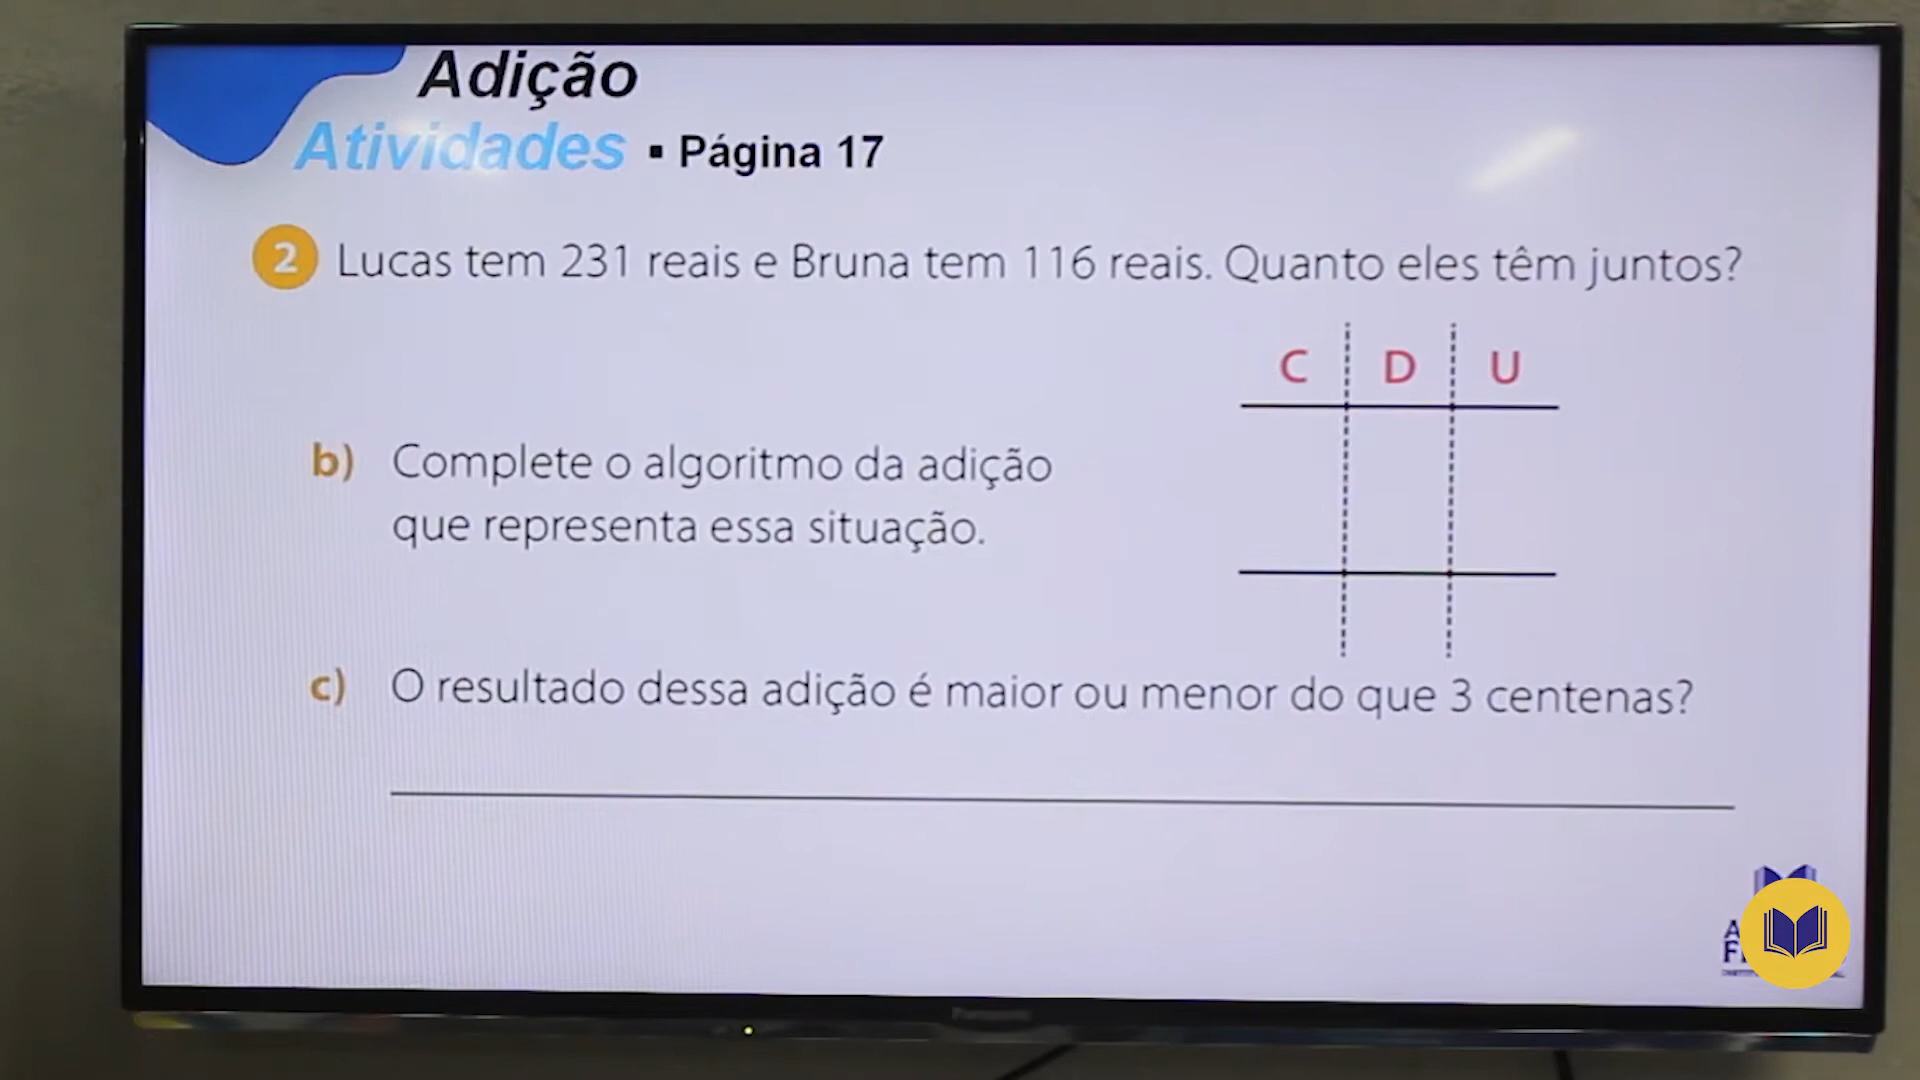 Adição
Atividades ▪ Página 17
2 Lucas tem 231 reais e Bruna tem 116 reais. Quanto eles têm juntos?
C D U
b) Complete o algoritmo da adição
que representa essa situação.
c) O resultado dessa adição é maior ou menor do que 3 centenas?